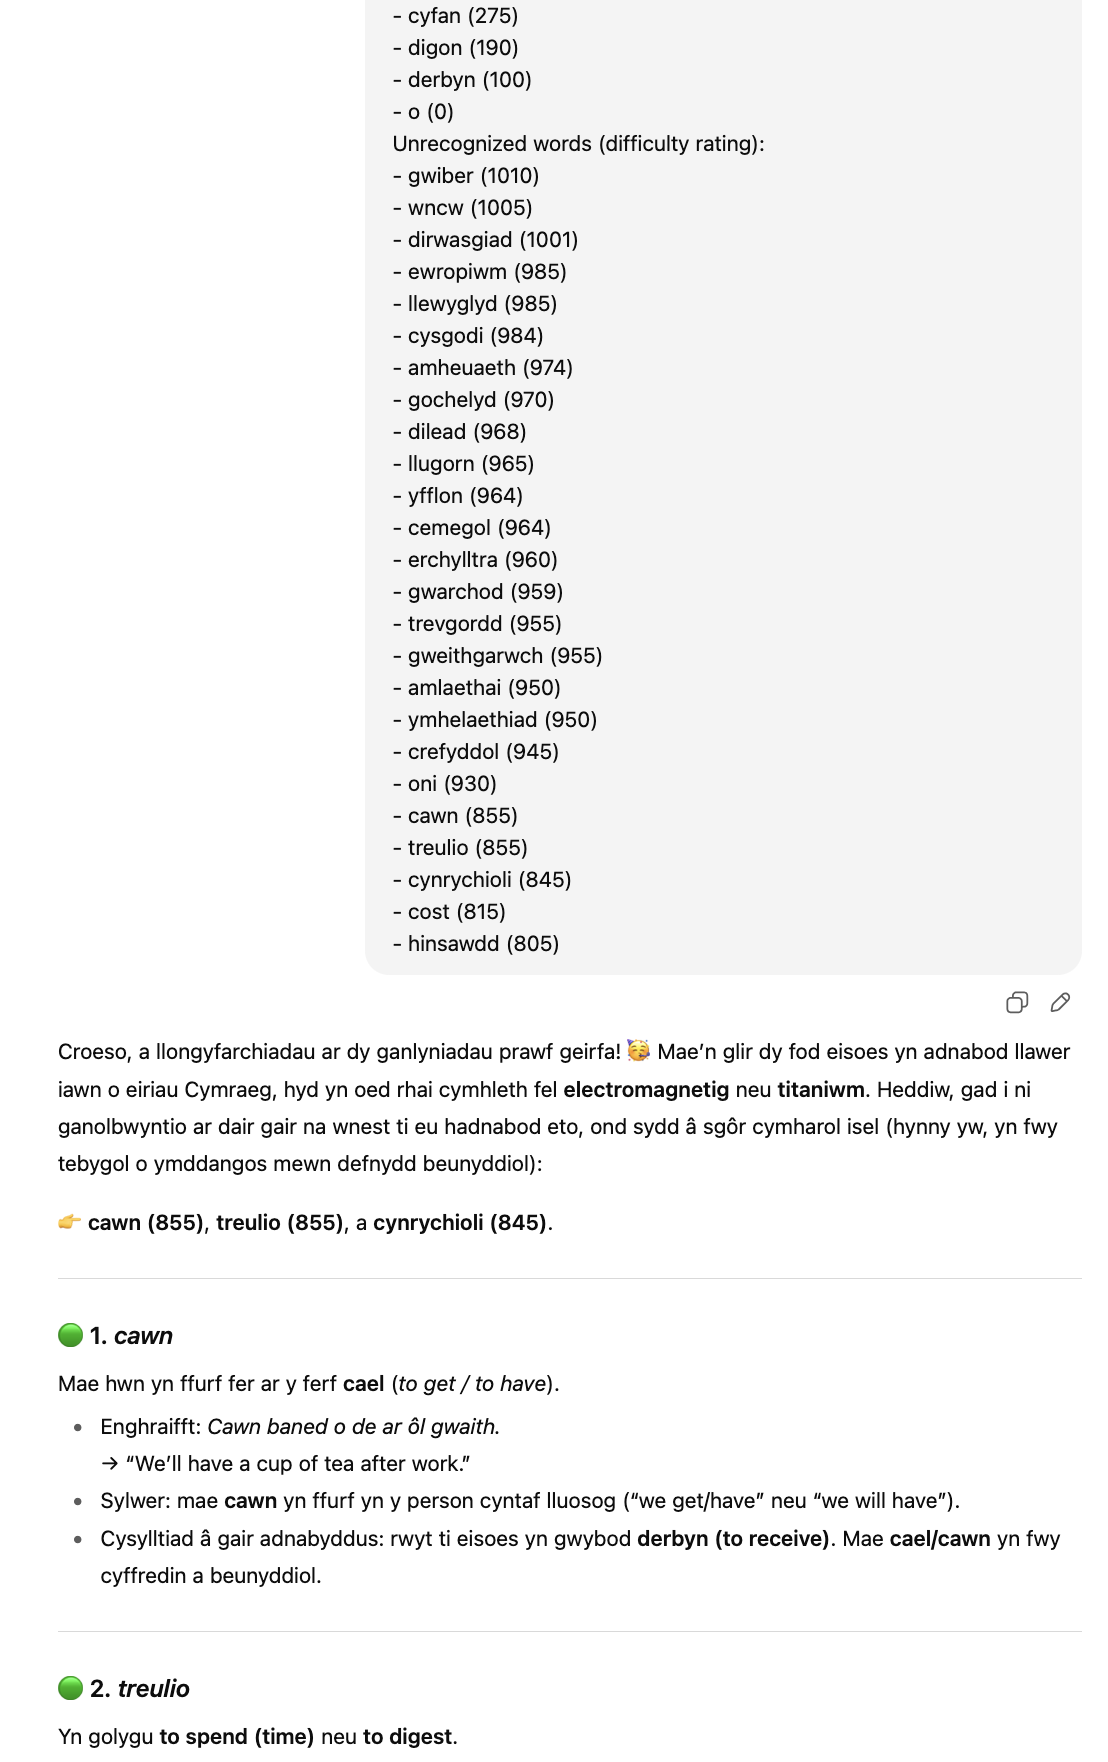 - cyfan (275)
- digon (190)
- derbyn (100)
- o (0)
Unrecognized words (difficulty rating):
- gwiber (1010)
- wncw (1005)
- dirwasgiad (1001)
- ewropiwm (985)
- llewyglyd (985)
- cysgodi (984)
- amheuaeth (974)
- gochelyd (970)
- dilead (968)
- llugorn (965)
- yfflon (964)
- cemegol (964)
- erchylltra (960)
- gwarchod (959)
- trevgordd (955)
- gweithgarwch (955)
- amlaethai (950)
- ymhelaethiad (950)
- crefyddol (945)
- oni (930)
- cawn (855)
- treulio (855)
- cynrychioli (845)
- cost (815)
- hinsawdd (805)
Croeso, a llongyfarchiadau ar dy ganlyniadau prawf geirfa! 🥳 Mae’n glir dy fod eisoes yn adnabod llawer
iawn o eiriau Cymraeg, hyd yn oed rhai cymhleth fel electromagnetig neu titaniwm. Heddiw, gad i ni
ganolbwyntio ar dair gair na wnest ti eu hadnabod eto, ond sydd â sgôr cymharol isel (hynny yw, yn fwy
tebygol o ymddangos mewn defnydd beunyddiol):
👉 cawn (855), treulio (855), a cynrychioli (845).
🟢 1. cawn
Mae hwn yn ffurf fer ar y ferf cael (to get / to have).
• Enghraifft: Cawn baned o de ar ôl gwaith.
→ “We’ll have a cup of tea after work.”
• Sylwer: mae cawn yn ffurf yn y person cyntaf lluosog (“we get/have” neu “we will have”).
• Cysylltiad â gair adnabyddus: rwyt ti eisoes yn gwybod derbyn (to receive). Mae cael/cawn yn fwy
cyffredin a beunyddiol.
🟢 2. treulio
Yn golygu to spend (time) neu to digest.